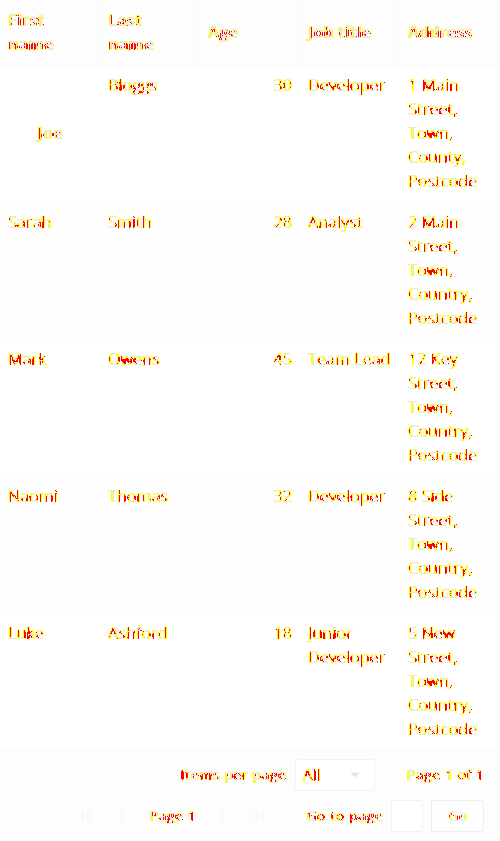 First name
Last name
Age
Job title
Address
Joe
Bloggs
30
Developer
1 Main
Street,
Town,
County,
Postcode
Sarah
Smith
28
Analyst
2 Main
Street,
Town,
Country,
Postcode
Mark
Owens
45
Team Lead
12 Key
Street,
Town,
Country,
Postcode
Naomi
Thomas
32
Developer
8 Side
Street,
Town,
Country,
Postcode
Luke
Ashford
18
Junior
Developer
5 New
Street,
Town,
Country,
Postcode
Items per page All Page 1 of 1
Page 1 Go to page Go